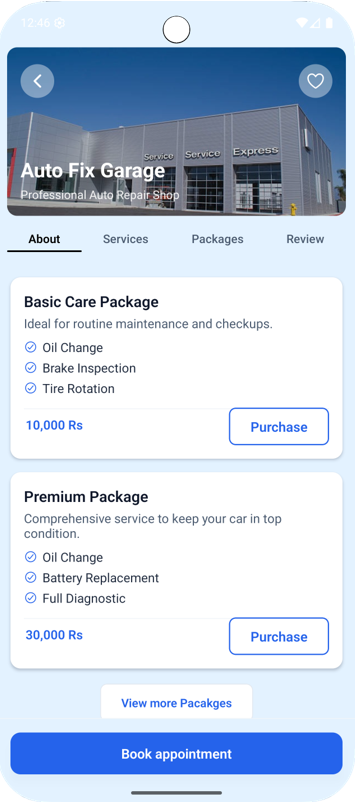 12:46
Service Service Express
Auto Fix Garage
Professional Auto Repair Shop
About Services Packages Review
Basic Care Package
Ideal for routine maintenance and checkups.
Oil Change
Brake Inspection
Tire Rotation
10,000 Rs Purchase
Premium Package
Comprehensive service to keep your car in top
condition.
Oil Change
Battery Replacement
Full Diagnostic
30,000 Rs Purchase
View more Pacakges
Book appointment